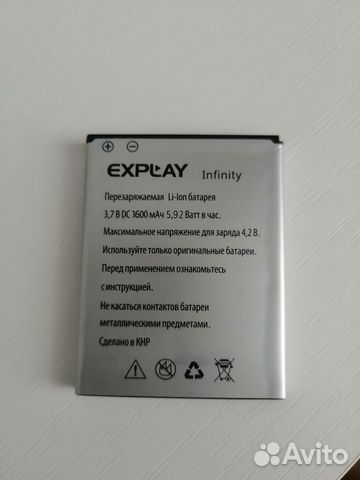 EXPLAY Infinity
Перезаряжаемая Li-Ion батарея
3,7 В DC 1600 мАч 5,92 Ватт в час.
Максимальное напряжение для заряда 4,2 В.
Используйте только оригинальные батареи.
Перед применением ознакомьтесь
с инструкцией.
Не касаться контактов батареи
металлическими предметами.
Сделано в КНР
Avito